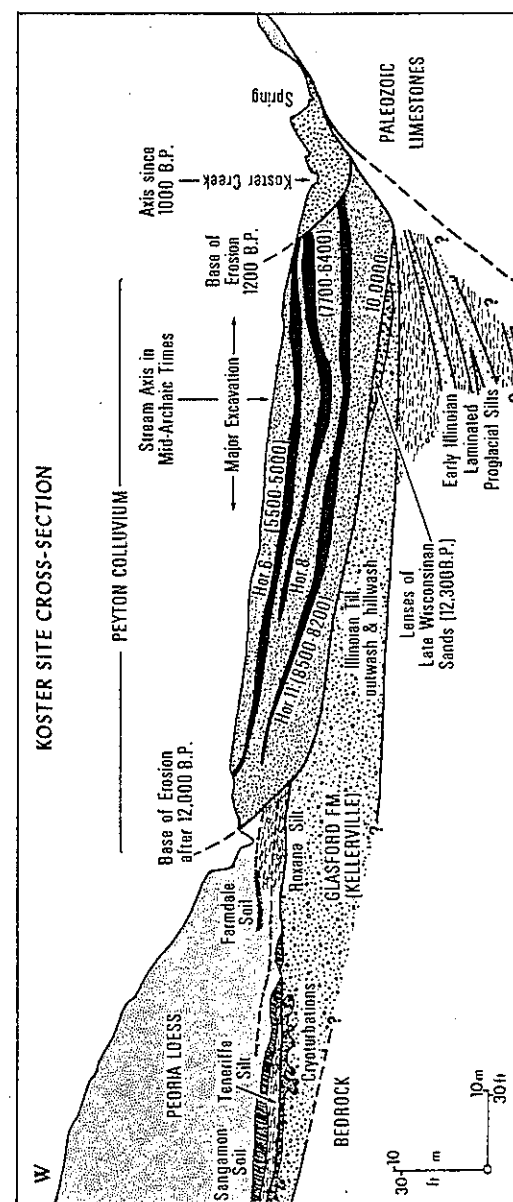 KOSTER SITE CROSS-SECTION
W
PEYTON COLLUVIUM
Base of Erosion
after 12,000 B.P.
Stream Axis in
Mid-Archaic Times
Major Excavation
Base of
Erosion
1200 B.P.
Axis since
1000 B.P.
Koster Creek
Spring
PEORIA LOESS
Farmdale
Soil
Sangamon
Soil
Teneriffe
Silt
Roxana Silt
Cryoturbations
Hor. 6
(5500-5000)
Hor. 8
(7700-6400)
Hor 11 (8500-8200)
10,000
Illinoian Till,
outwash & hillwash
GLASFORD FM.
(KELLERVILLE)
BEDROCK
?
?
Lenses of
Late Wisconsinan
Sands (12,300 B.P.)
Early Illinoian
Laminated
Proglacial Silts
?
?
?
PALEOZOIC
LIMESTONES
30
10
ft
m
0
10 m
30 ft